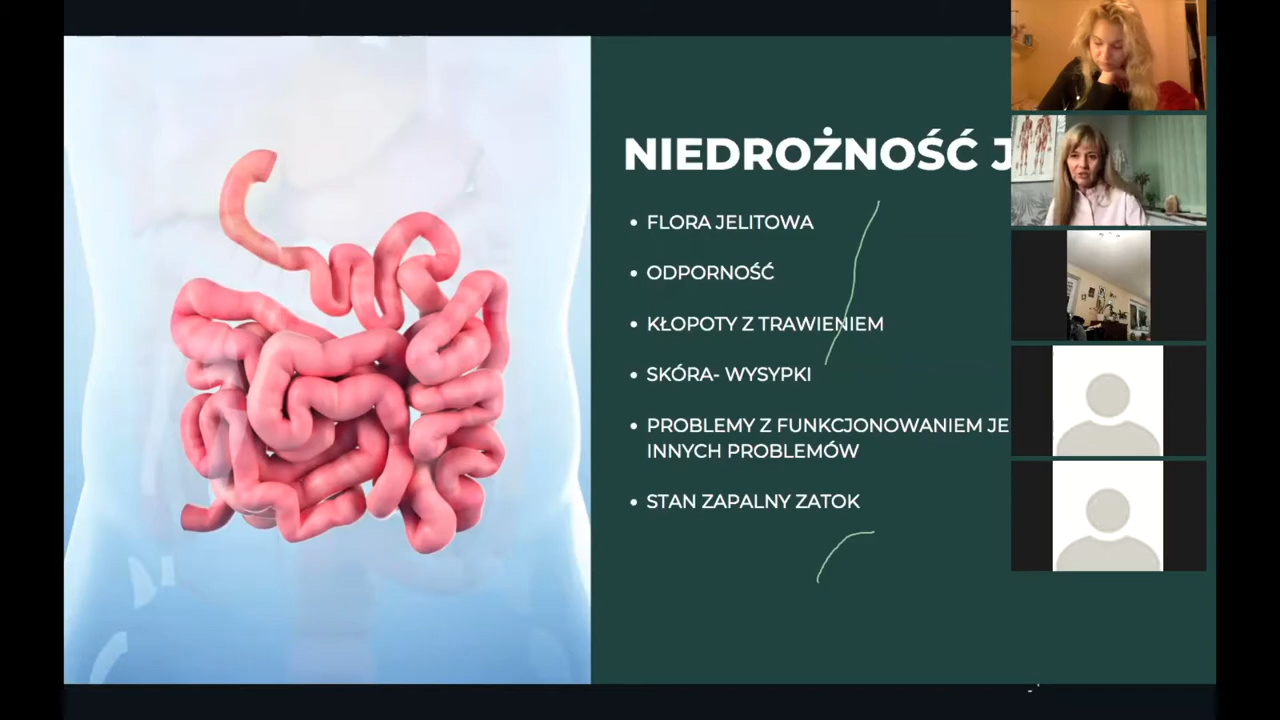 NIEDROŻNOŚĆ J
FLORA JELITOWA
ODPORNOŚĆ
KŁOPOTY Z TRAWIENIEM
SKÓRA- WYSYPKI
PROBLEMY Z FUNKCJONOWANIEM JE
INNYCH PROBLEMÓW
STAN ZAPALNY ZATOK